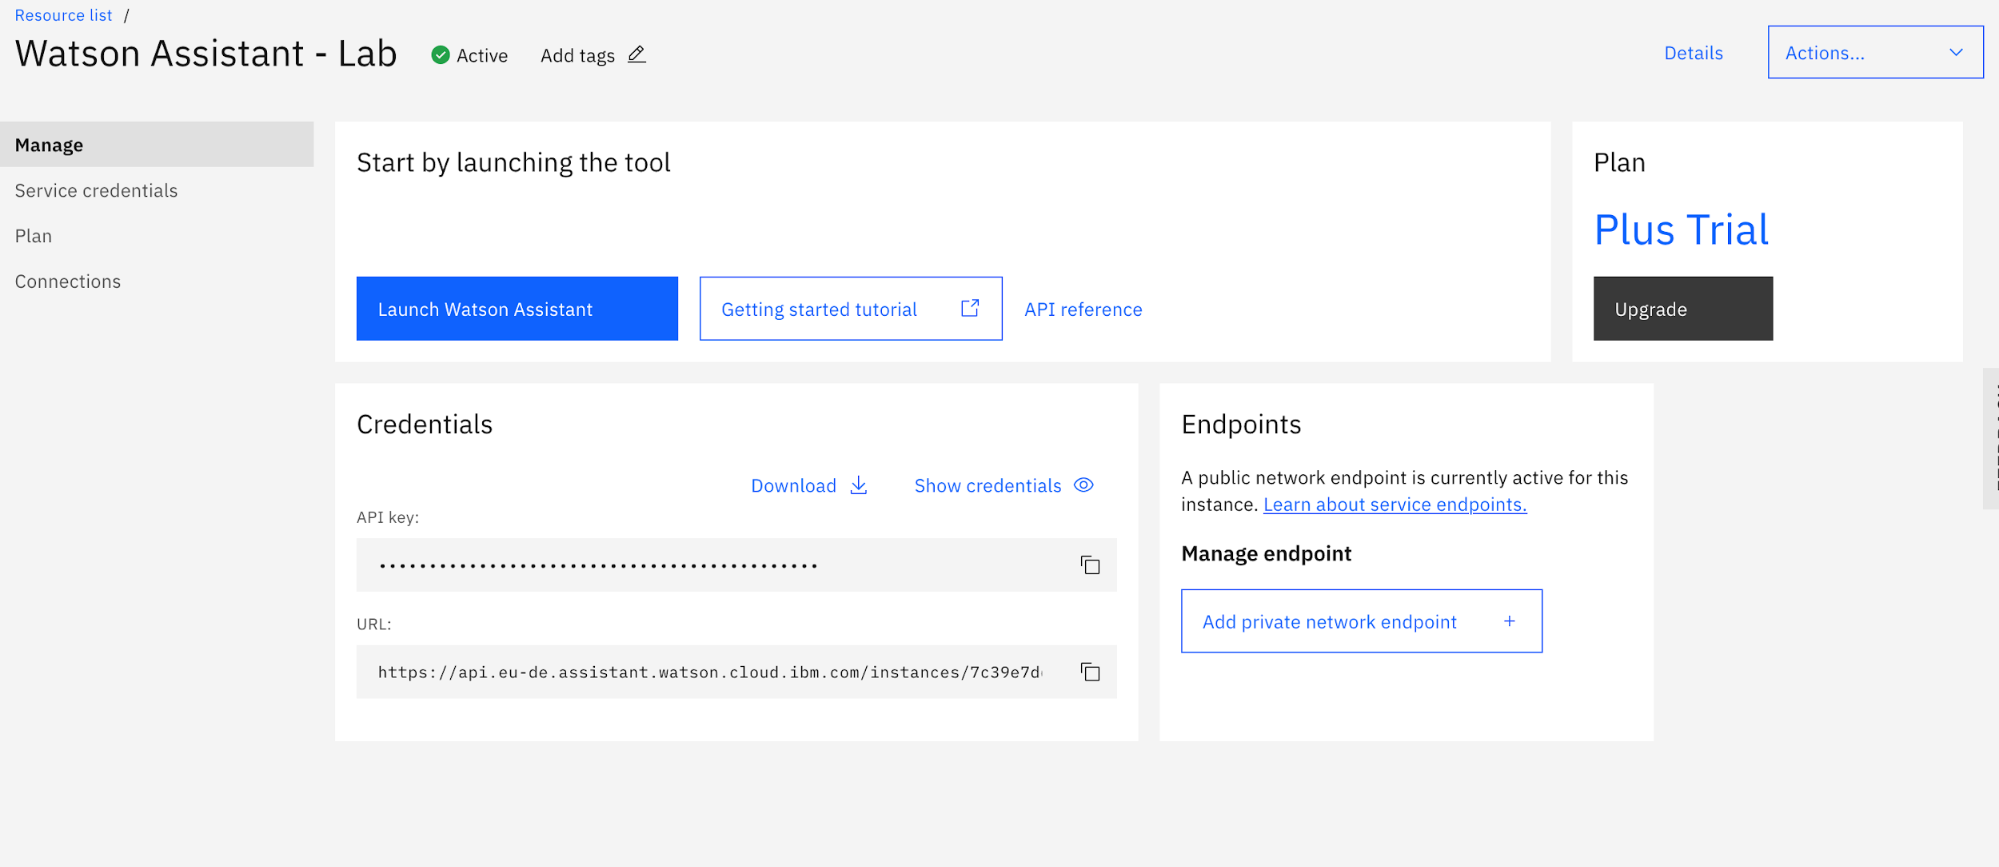 Resource list /
Watson Assistant - Lab
Active
Add tags
Details
Actions...
Manage
Service credentials
Plan
Connections
Start by launching the tool
Launch Watson Assistant
Getting started tutorial
API reference
Plan
Plus Trial
Upgrade
Credentials
Download
Show credentials
API key:
URL:
https://api.eu-de.assistant.watson.cloud.ibm.com/instances/7c39e7d
Endpoints
A public network endpoint is currently active for this
instance. Learn about service endpoints.
Manage endpoint
Add private network endpoint +